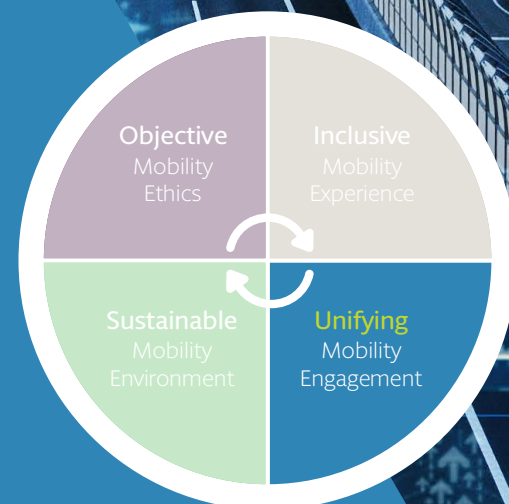 Objective
Mobility
Ethics
Inclusive
Mobility
Experience
Sustainable
Mobility
Environment
Unifying
Mobility
Engagement